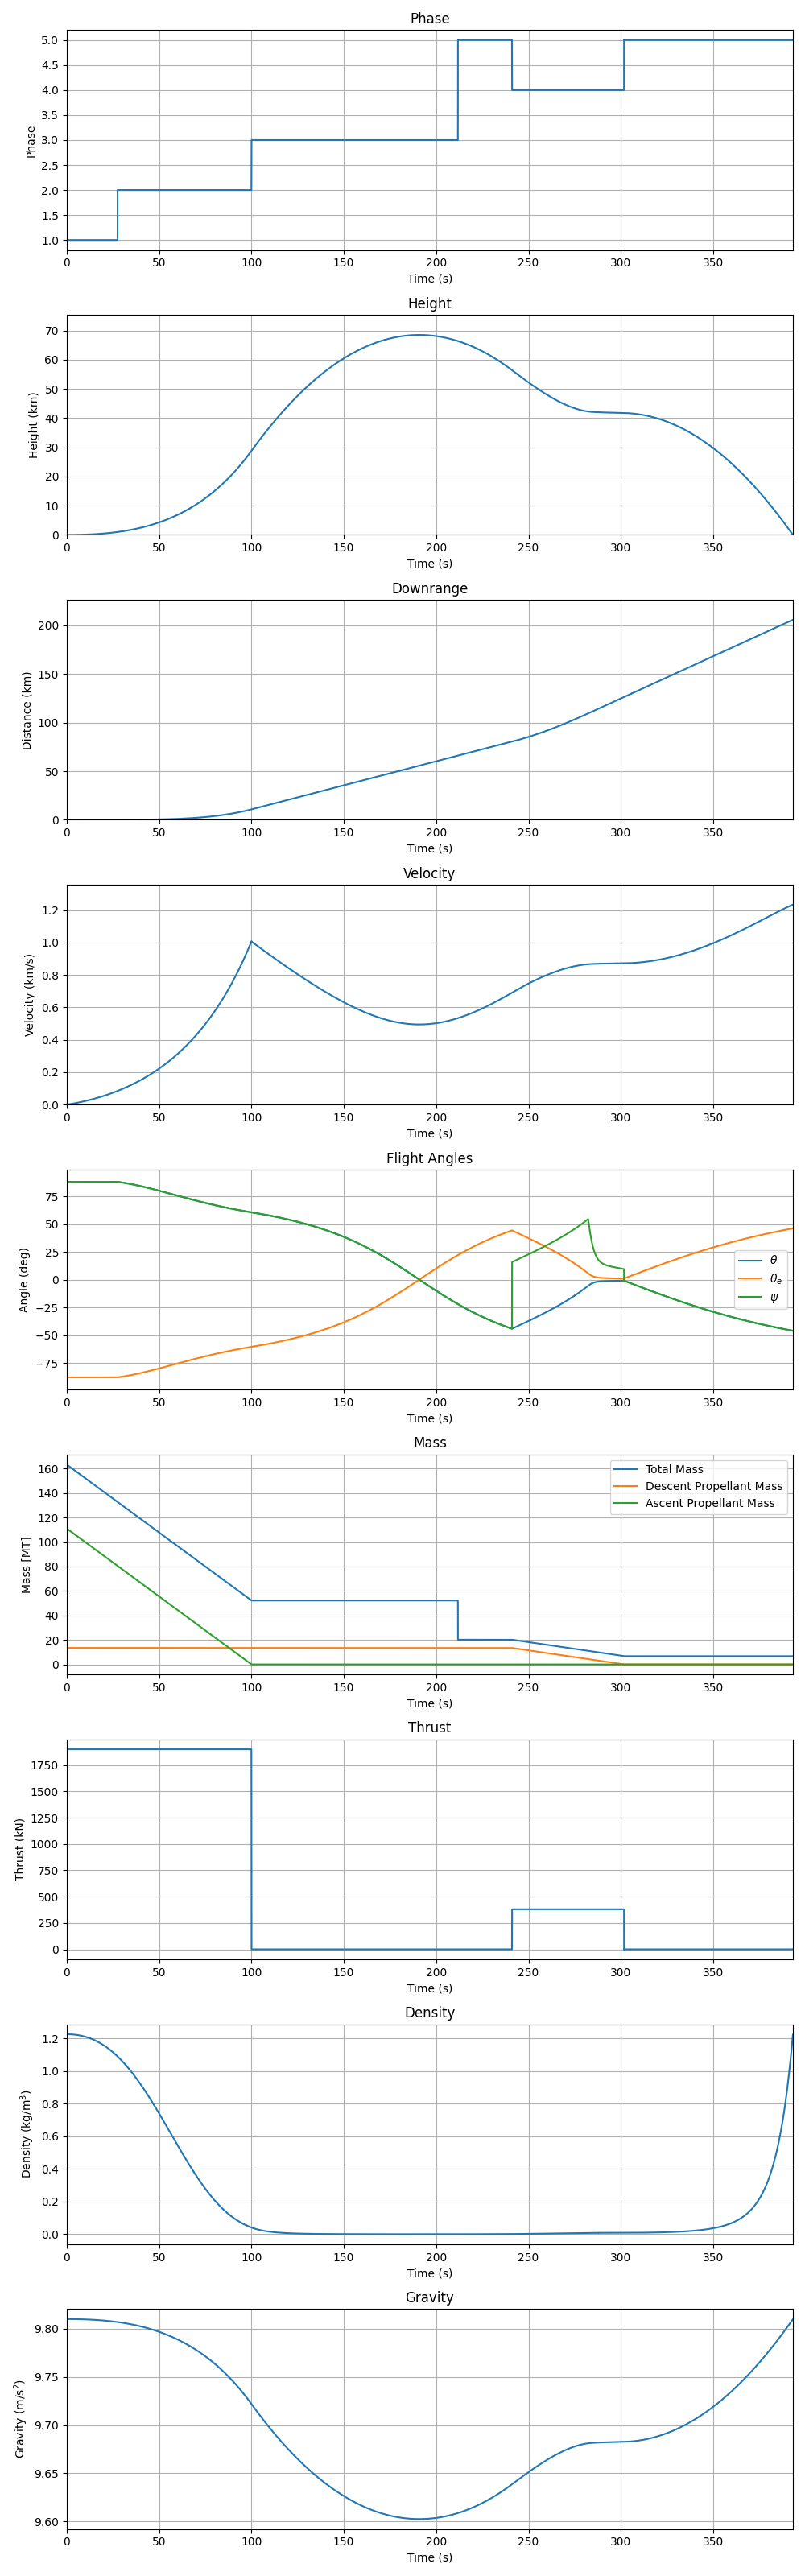 Phase
Phase
5.0
4.5
4.0
3.5
3.0
2.5
2.0
1.5
1.0
0 50 100 150 200 250 300 350
Time (s)
Height
Height (km)
70
60
50
40
30
20
10
0
0 50 100 150 200 250 300 350
Time (s)
Downrange
Distance (km)
200
150
100
50
0
0 50 100 150 200 250 300 350
Time (s)
Velocity
Velocity (km/s)
1.2
1.0
0.8
0.6
0.4
0.2
0.0
0 50 100 150 200 250 300 350
Time (s)
Flight Angles
Angle (deg)
75
50
25
0
−25
−50
−75
θ
θₑ
ψ
0 50 100 150 200 250 300 350
Time (s)
Mass
Mass [MT]
160
140
120
100
80
60
40
20
0
Total Mass
Descent Propellant Mass
Ascent Propellant Mass
0 50 100 150 200 250 300 350
Time (s)
Thrust
Thrust (kN)
1750
1500
1250
1000
750
500
250
0
0 50 100 150 200 250 300 350
Time (s)
Density
Density (kg/m³)
1.2
1.0
0.8
0.6
0.4
0.2
0.0
0 50 100 150 200 250 300 350
Time (s)
Gravity
Gravity (m/s²)
9.80
9.75
9.70
9.65
9.60
0 50 100 150 200 250 300 350
Time (s)